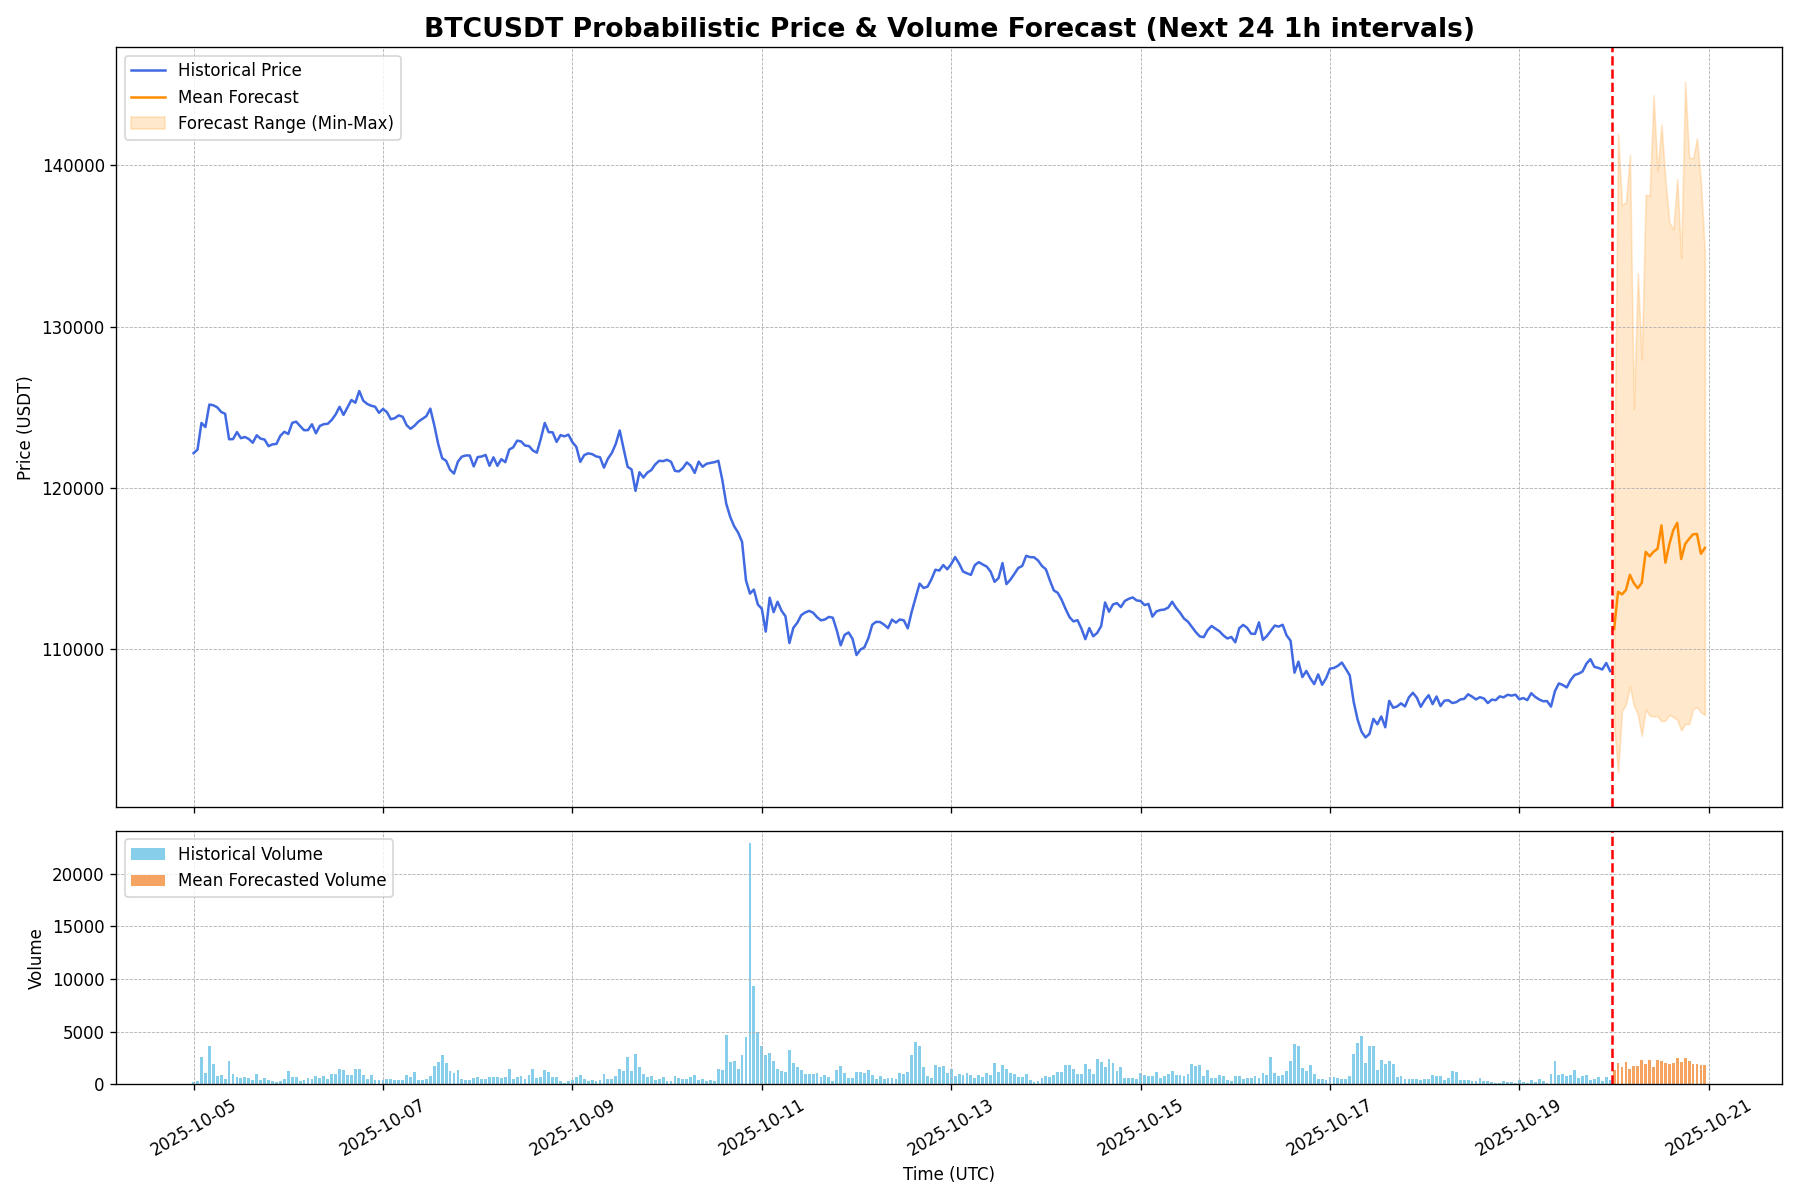 BTCUSDT Probabilistic Price & Volume Forecast (Next 24 1h intervals)
Historical Price
Mean Forecast
Forecast Range (Min-Max)
140000
130000
120000
110000
Price (USDT)
Historical Volume
Mean Forecasted Volume
20000
15000
10000
5000
0
Volume
2025-10-05
2025-10-07
2025-10-09
2025-10-11
2025-10-13
2025-10-15
2025-10-17
2025-10-19
2025-10-21
Time (UTC)